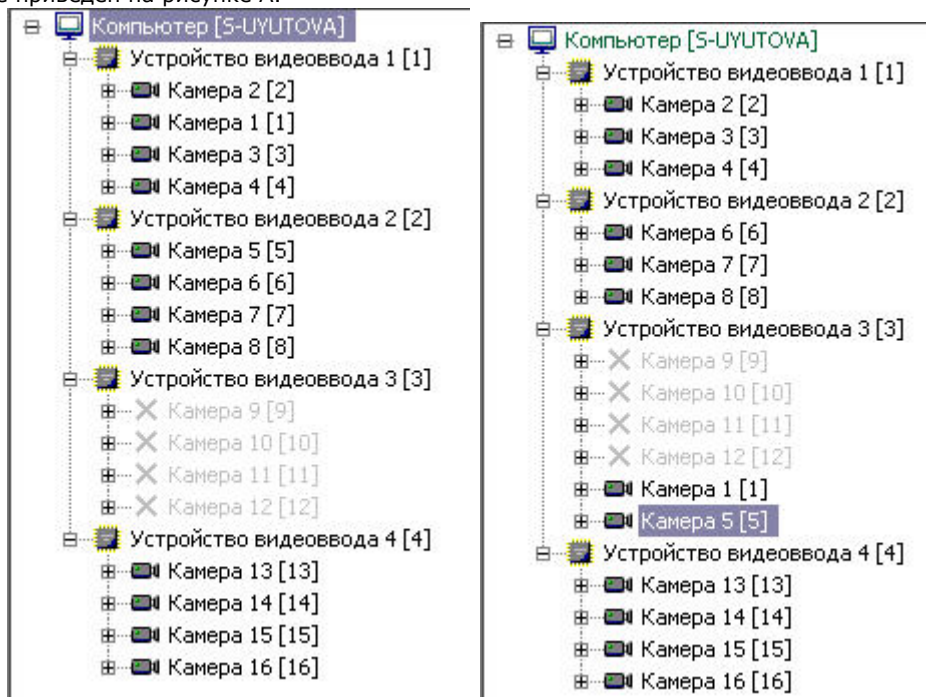 приведен на рисунке А.
Компьютер [S-UYUTOVA]
Устройство видеоввода 1 [1]
Камера 2 [2]
Камера 1 [1]
Камера 3 [3]
Камера 4 [4]
Устройство видеоввода 2 [2]
Камера 5 [5]
Камера 6 [6]
Камера 7 [7]
Камера 8 [8]
Устройство видеоввода 3 [3]
Камера 9 [9]
Камера 10 [10]
Камера 11 [11]
Камера 12 [12]
Устройство видеоввода 4 [4]
Камера 13 [13]
Камера 14 [14]
Камера 15 [15]
Камера 16 [16]
Компьютер [S-UYUTOVA]
Устройство видеоввода 1 [1]
Камера 2 [2]
Камера 3 [3]
Камера 4 [4]
Устройство видеоввода 2 [2]
Камера 6 [6]
Камера 7 [7]
Камера 8 [8]
Устройство видеоввода 3 [3]
Камера 9 [9]
Камера 10 [10]
Камера 11 [11]
Камера 12 [12]
Камера 1 [1]
Камера 5 [5]
Устройство видеоввода 4 [4]
Камера 13 [13]
Камера 14 [14]
Камера 15 [15]
Камера 16 [16]